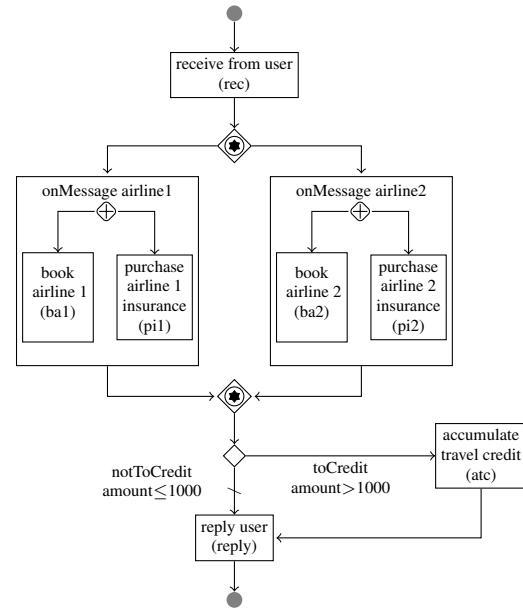 receive from user
(rec)
onMessage airline1
onMessage airline2
book
airline 1
(ba1)
purchase
airline 1
insurance
(pi1)
book
airline 2
(ba2)
purchase
airline 2
insurance
(pi2)
notToCredit
amount≤1000
toCredit
amount>1000
accumulate
travel credit
(atc)
reply user
(reply)